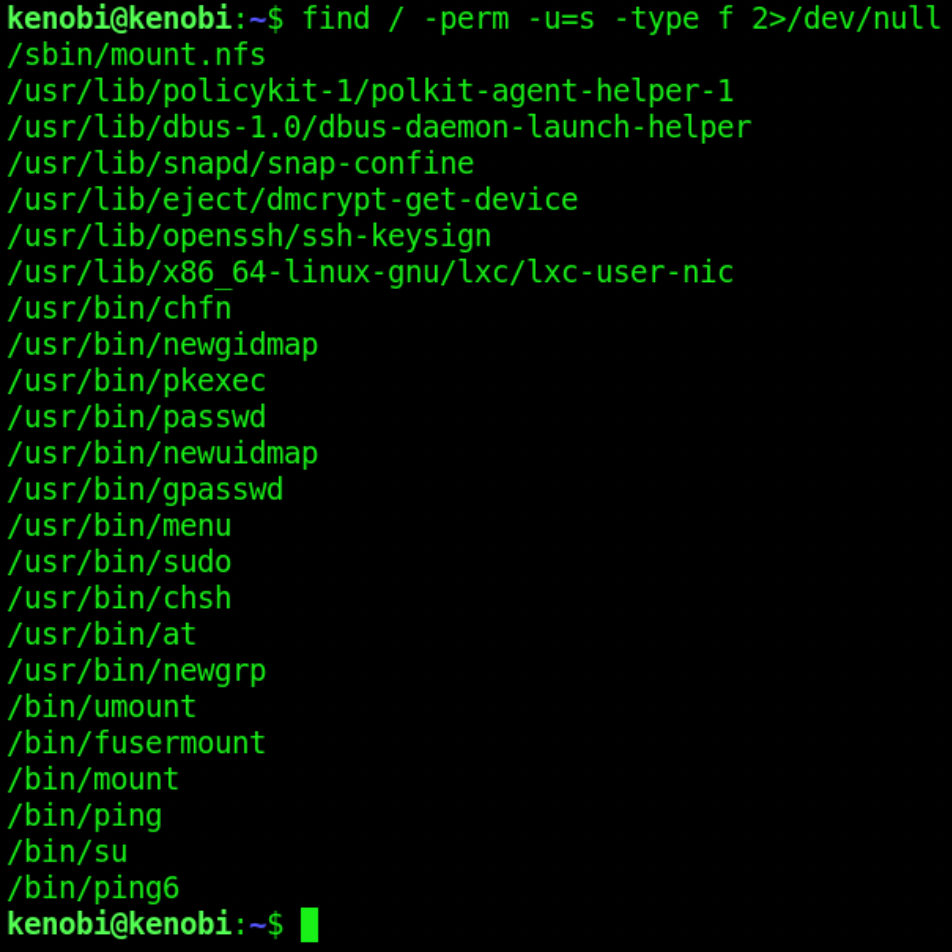 kenobi@kenobi:~$ find / -perm -u=s -type f 2>/dev/null
/sbin/mount.nfs
/usr/lib/policykit-1/polkit-agent-helper-1
/usr/lib/dbus-1.0/dbus-daemon-launch-helper
/usr/lib/snapd/snap-confine
/usr/lib/eject/dmcrypt-get-device
/usr/lib/openssh/ssh-keysign
/usr/lib/x86_64-linux-gnu/lxc/lxc-user-nic
/usr/bin/chfn
/usr/bin/newgidmap
/usr/bin/pkexec
/usr/bin/passwd
/usr/bin/newuidmap
/usr/bin/gpasswd
/usr/bin/menu
/usr/bin/sudo
/usr/bin/chsh
/usr/bin/at
/usr/bin/newgrp
/bin/umount
/bin/fusermount
/bin/mount
/bin/ping
/bin/su
/bin/ping6
kenobi@kenobi:~$